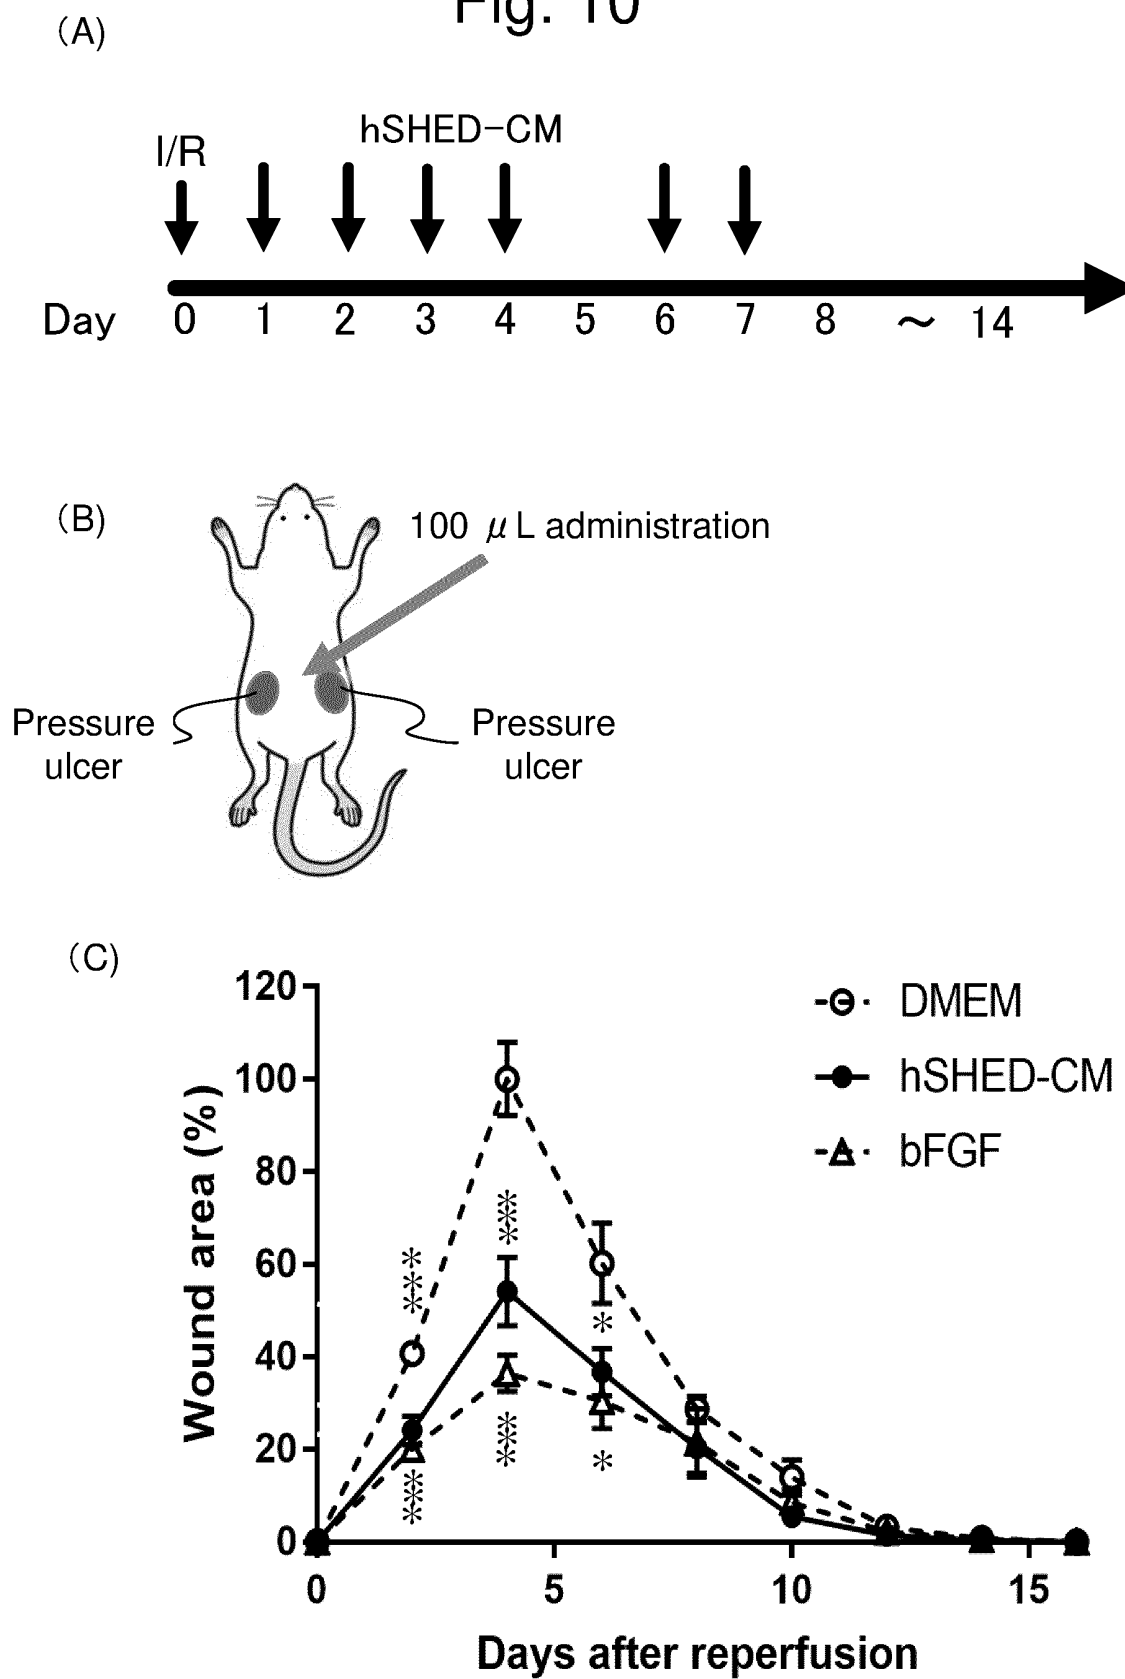 Fig. 10
(A)
hSHED-CM
I/R
Day 0 1 2 3 4 5 6 7 8 ~ 14
(B)
100 μL administration
Pressure ulcer
Pressure ulcer
(C)
120
100
80
60
40
20
0
Wound area (%)
DMEM
hSHED-CM
bFGF
***
***
*
***
***
*
0 5 10 15
Days after reperfusion